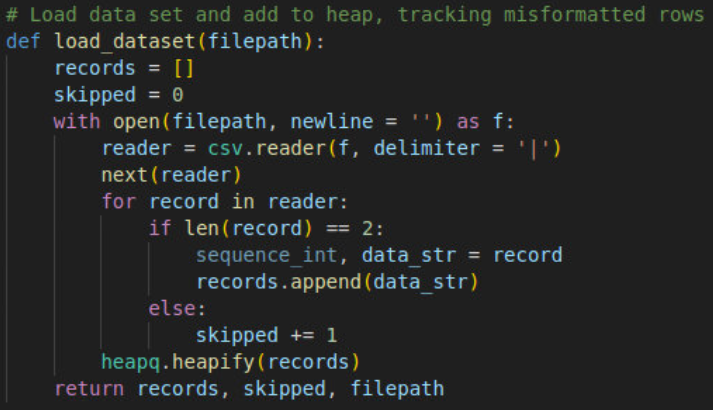 # Load data set and add to heap, tracking misformatted rows
def load_dataset(filepath):
    records = []
    skipped = 0
    with open(filepath, newline = '') as f:
        reader = csv.reader(f, delimiter = '|')
        next(reader)
        for record in reader:
            if len(record) == 2:
                sequence_int, data_str = record
                records.append(data_str)
            else:
                skipped += 1
        heapq.heapify(records)
    return records, skipped, filepath